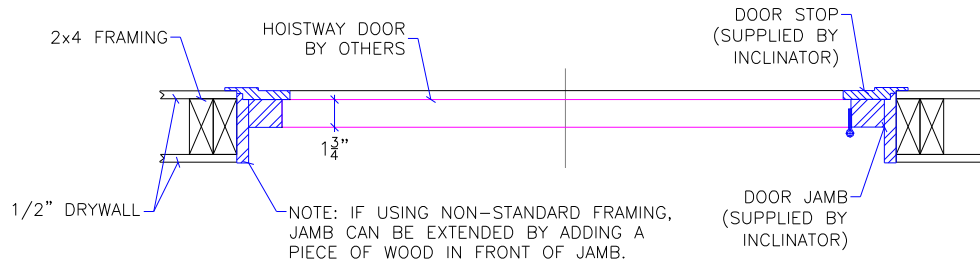 2x4 FRAMING
HOISTWAY DOOR
BY OTHERS
DOOR STOP
(SUPPLIED BY
INCLINATOR)
1 3/4"
1/2" DRYWALL
NOTE: IF USING NON-STANDARD FRAMING,
JAMB CAN BE EXTENDED BY ADDING A
PIECE OF WOOD IN FRONT OF JAMB.
DOOR JAMB
(SUPPLIED BY
INCLINATOR)